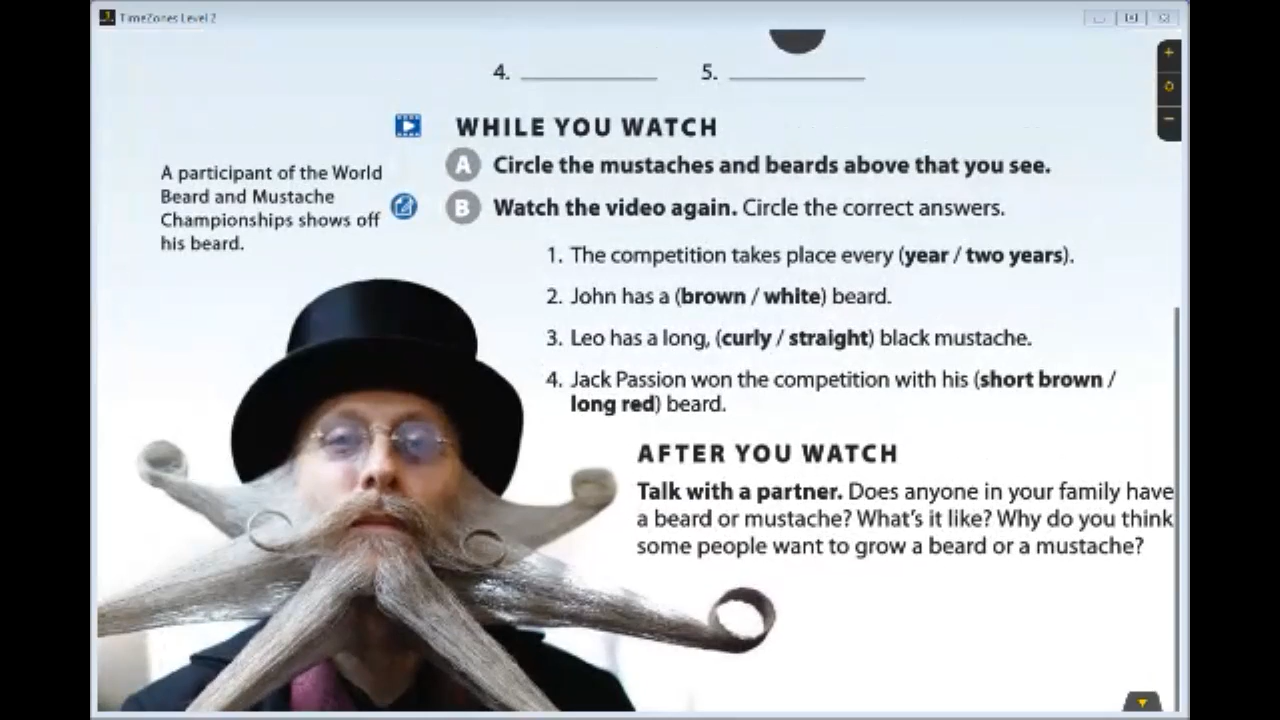 TimeZones Level 2
4. ____________ 5. ____________
WHILE YOU WATCH
A Circle the mustaches and beards above that you see.
A participant of the World
Beard and Mustache
Championships shows off
his beard.
B Watch the video again. Circle the correct answers.
1. The competition takes place every (year / two years).
2. John has a (brown / white) beard.
3. Leo has a long, (curly / straight) black mustache.
4. Jack Passion won the competition with his (short brown /
long red) beard.
AFTER YOU WATCH
Talk with a partner. Does anyone in your family have
a beard or mustache? What's it like? Why do you think
some people want to grow a beard or a mustache?